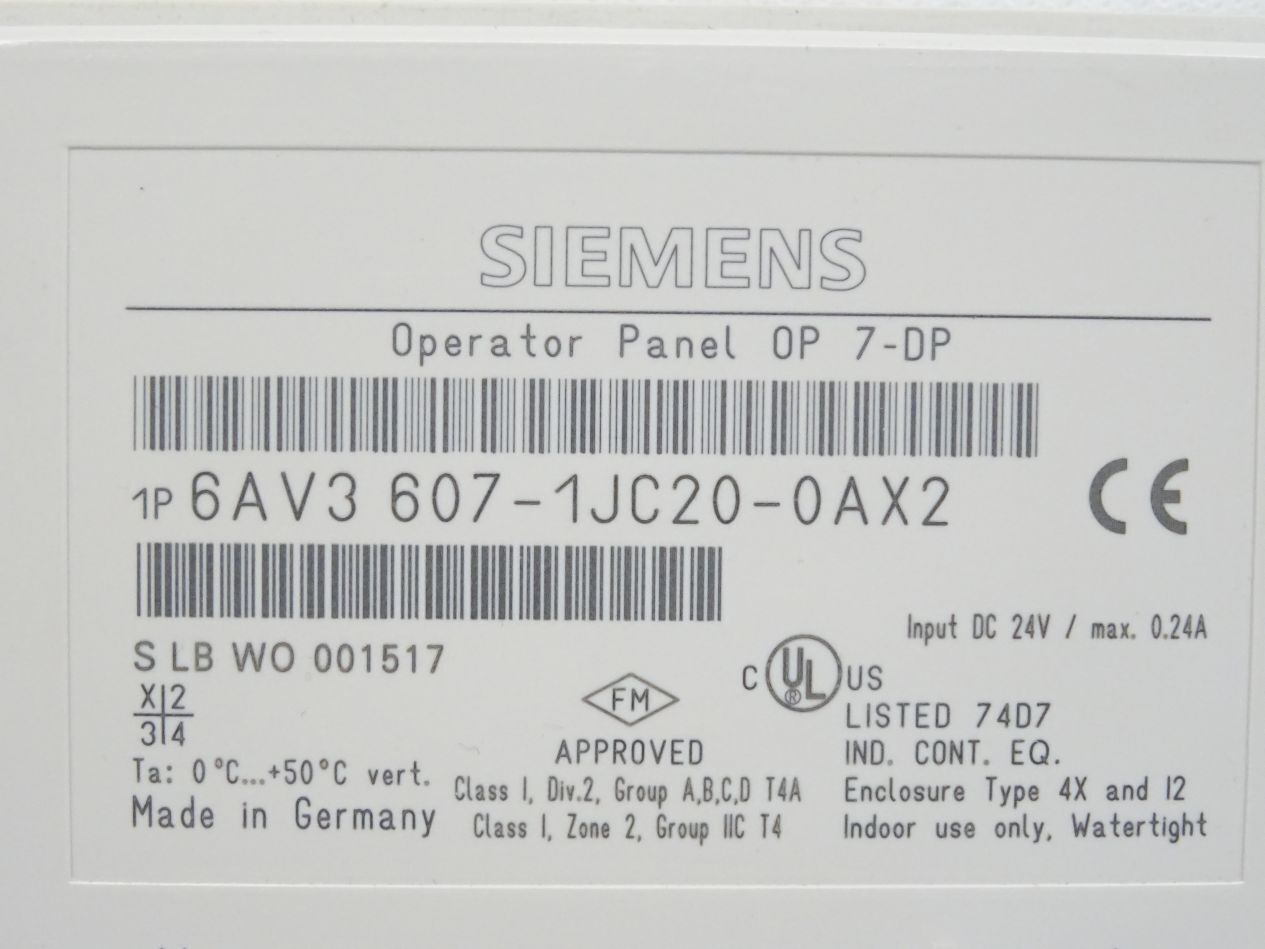 SIEMENS
Operator Panel OP 7-DP
1P 6AV3 607-1JC20-0AX2
CE
Input DC 24V / max. 0.24A
S LB WO 001517
X 2
3 4
FM
APPROVED
C UL ® US
LISTED 74D7
IND. CONT. EQ.
Ta: 0°C...+50°C vert.
Class I, Div.2, Group A,B,C,D T4A
Enclosure Type 4X and 12
Made in Germany
Class I, Zone 2, Group IIC T4
Indoor use only, Watertight